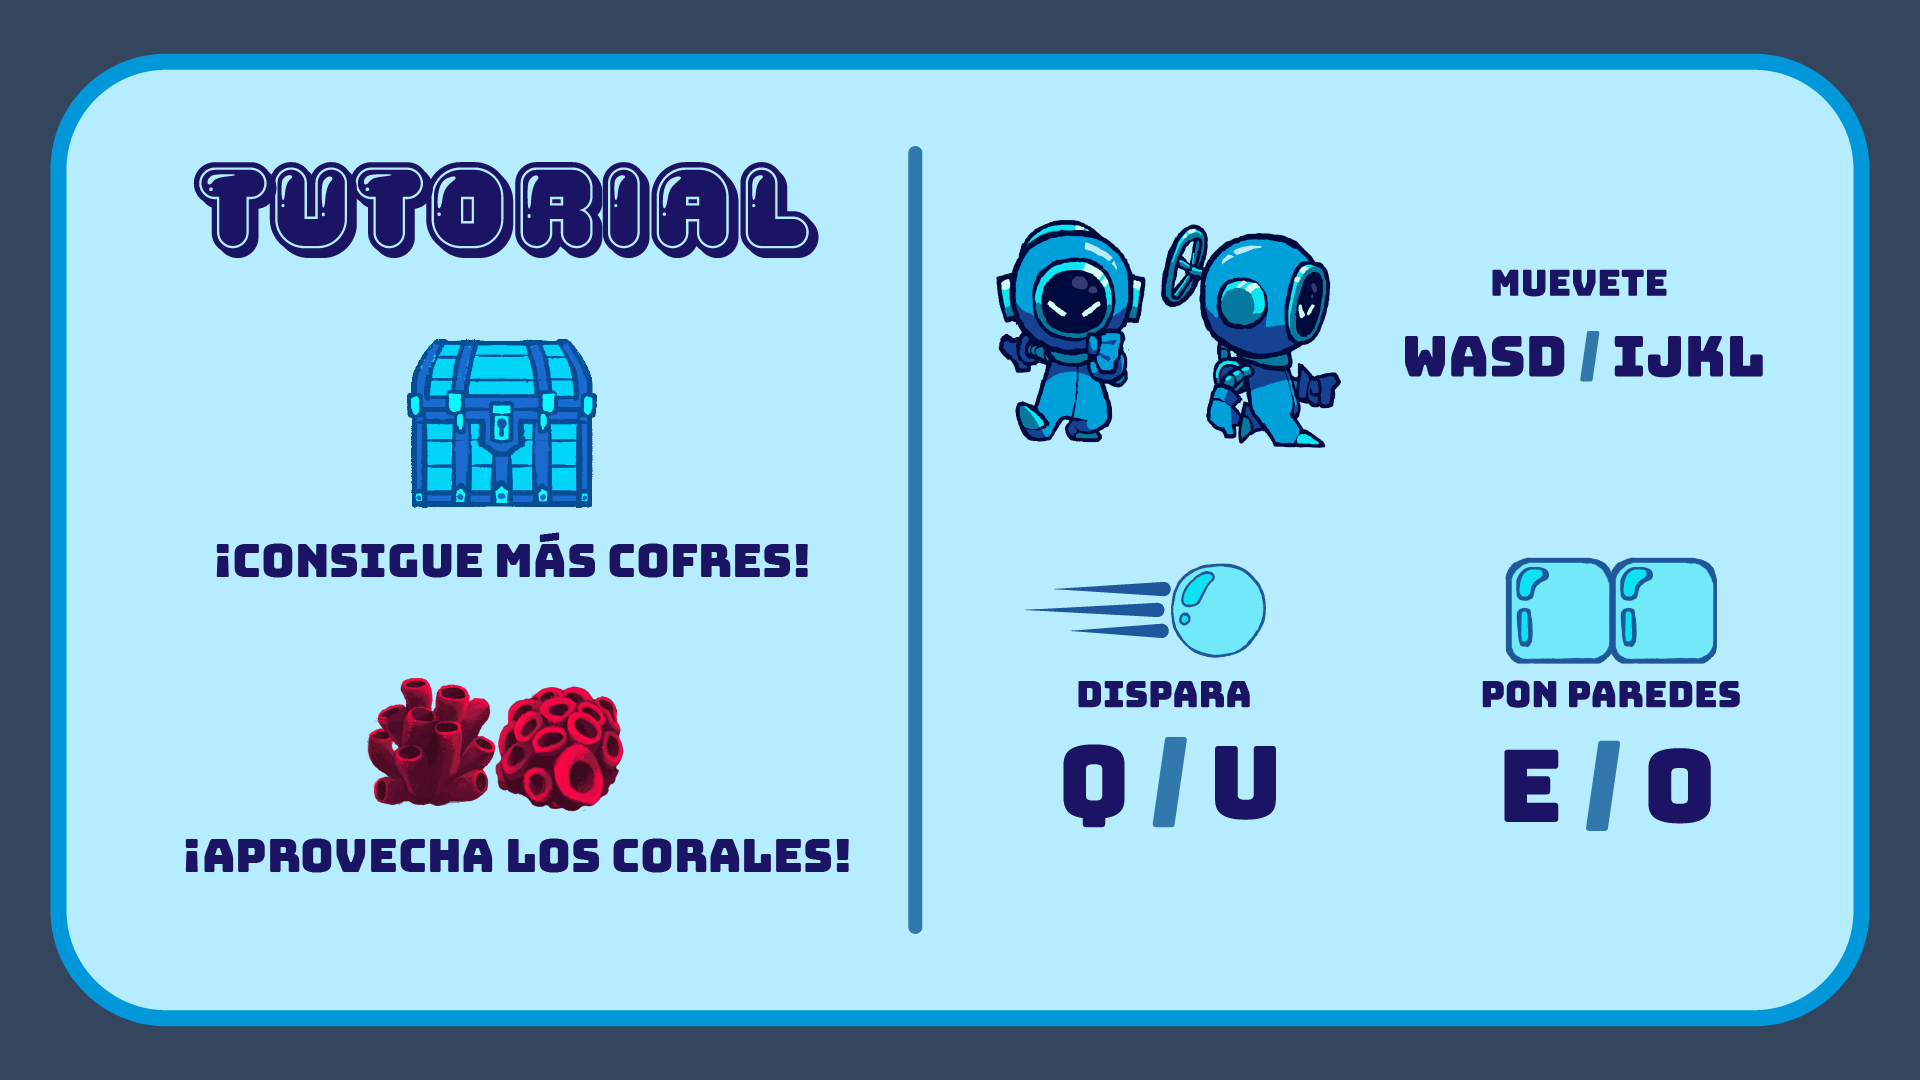 TUTORIAL
¡CONSIGUE MÁS COFRES!
¡APROVECHA LOS CORALES!
MUEVETE
WASD / IJKL
DISPARA
Q / U
PON PAREDES
E / O